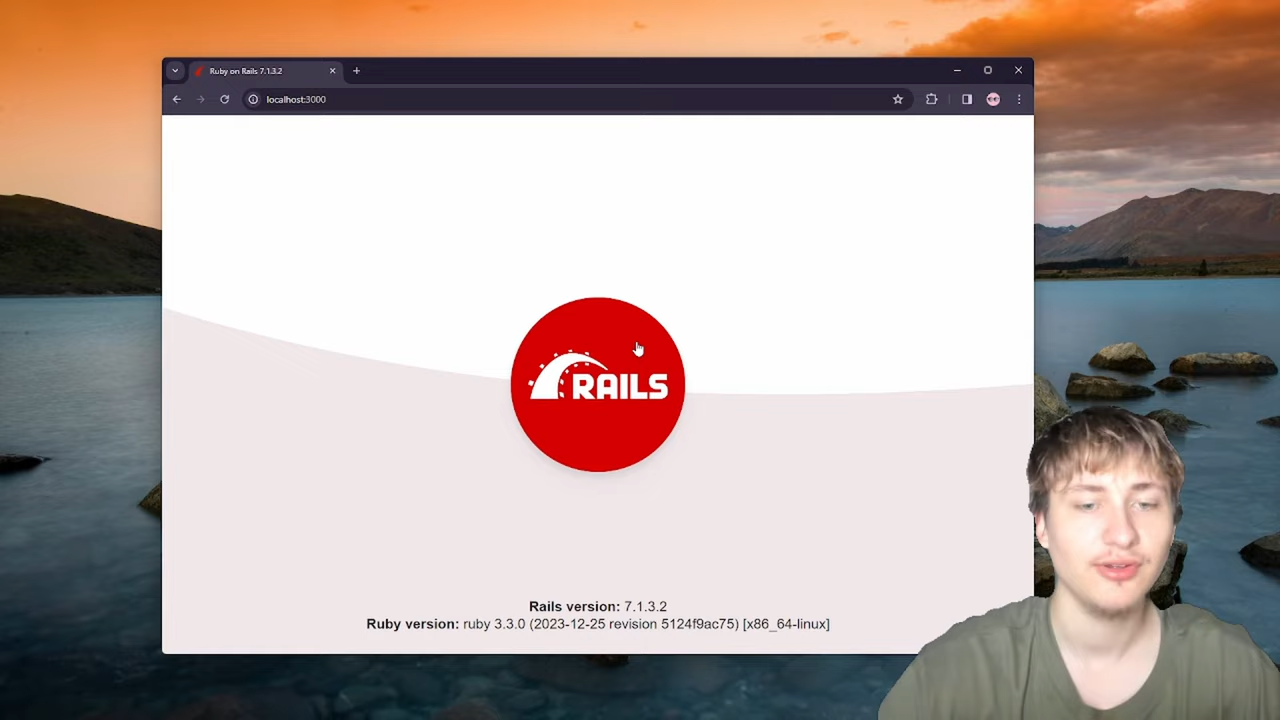 Ruby on Rails 7.1.3.2
localhost:3000
RAILS
Rails version: 7.1.3.2
Ruby version: ruby 3.3.0 (2023-12-25 revision 5124f9ac75) [x86_64-linux]